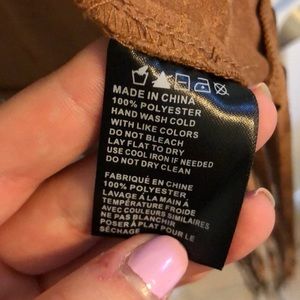 MADE IN CHINA
100% POLYESTER
HAND WASH COLD
WITH LIKE COLORS
DO NOT BLEACH
LAY FLAT TO DRY
USE COOL IRON IF NEEDED
DO NOT DRY CLEAN
FABRIQUÉ EN CHINE
100% POLYESTER
LAVAGE À LA MAIN À
TEMPÉRATURE FROIDE
AVEC COULEURS SIMILAIRES
NE PAS BLANCHIR
POSER À PLAT POUR LE
SÉCHAGE